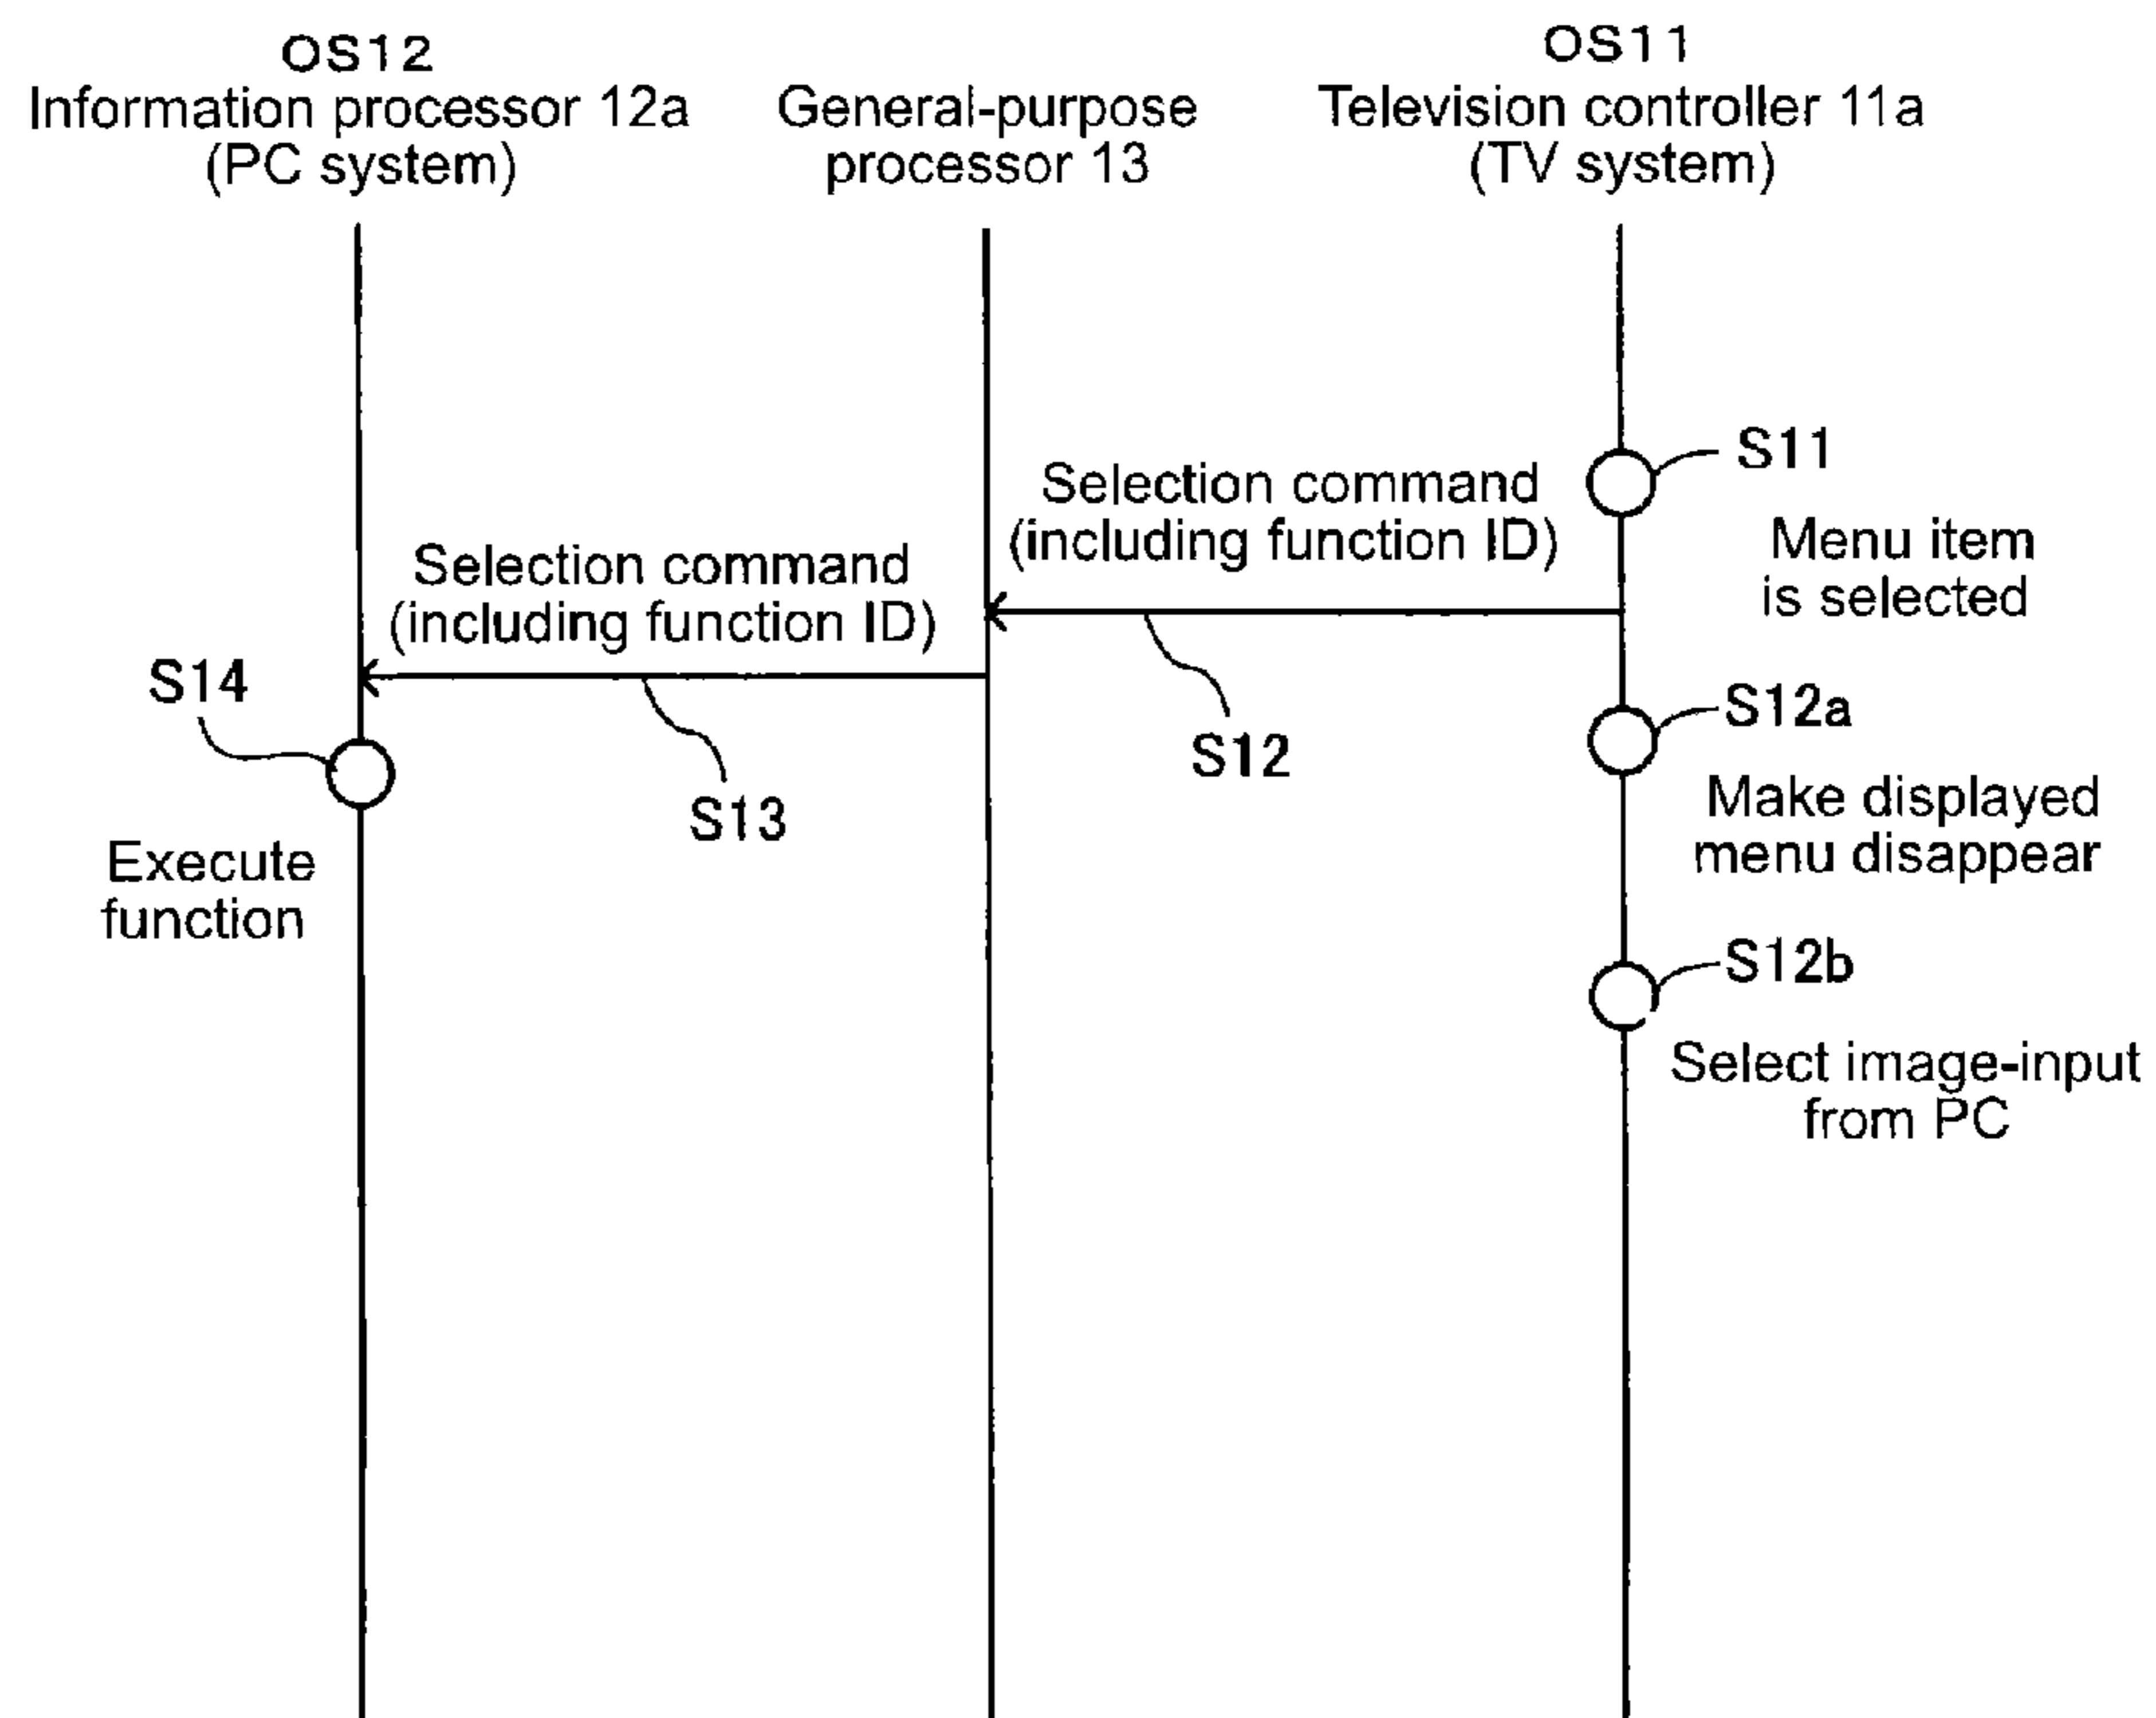 OS12
Information processor 12a
(PC system)
General-purpose
processor 13
OS11
Television controller 11a
(TV system)
S11
Menu item
is selected
Selection command
(including function ID)
S12
Selection command
(including function ID)
S13
S14
Execute
function
S12a
Make displayed
menu disappear
S12b
Select image-input
from PC